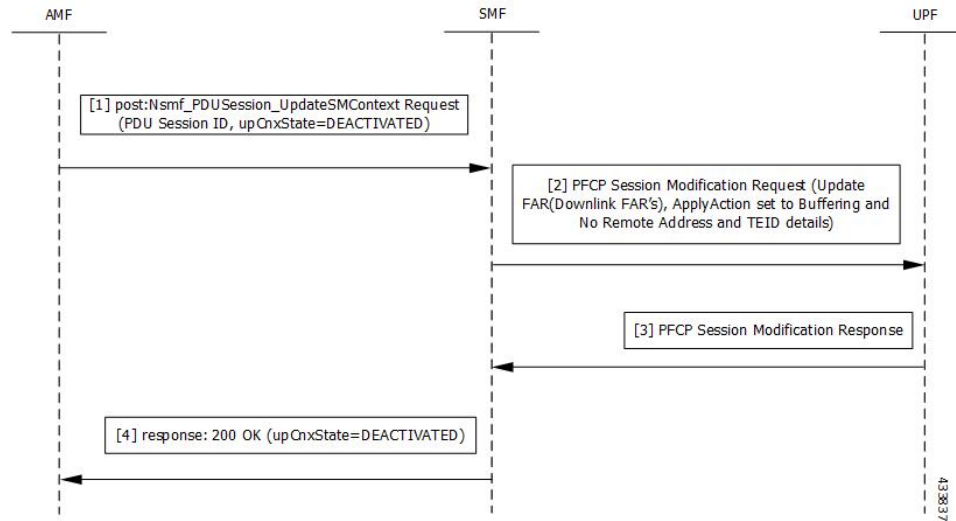 AMF
SMF
UPF
[1] post:Nsmf_PDUSession_UpdateSMContext Request
(PDU Session ID, upCnxState=DEACTIVATED)
[2] PFCP Session Modification Request (Update
FAR(Downlink FAR's), ApplyAction set to Buffering and
No Remote Address and TEID details)
[3] PFCP Session Modification Response
[4] response: 200 OK (upCnxState=DEACTIVATED)
433837